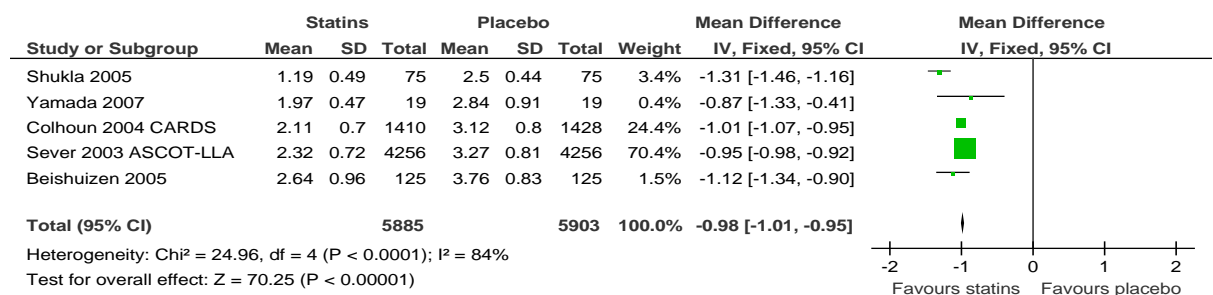 Statins Placebo Mean Difference Mean Difference
Study or Subgroup Mean SD Total Mean SD Total Weight IV, Fixed, 95% CI IV, Fixed, 95% CI
Shukla 2005 1.19 0.49 75 2.5 0.44 75 3.4% -1.31 [-1.46, -1.16]
Yamada 2007 1.97 0.47 19 2.84 0.91 19 0.4% -0.87 [-1.33, -0.41]
Colhoun 2004 CARDS 2.11 0.7 1410 3.12 0.8 1428 24.4% -1.01 [-1.07, -0.95]
Sever 2003 ASCOT-LLA 2.32 0.72 4256 3.27 0.81 4256 70.4% -0.95 [-0.98, -0.92]
Beishuizen 2005 2.64 0.96 125 3.76 0.83 125 1.5% -1.12 [-1.34, -0.90]
Total (95% CI) 5885 5903 100.0% -0.98 [-1.01, -0.95]
Heterogeneity: Chi² = 24.96, df = 4 (P < 0.0001); I² = 84%
Test for overall effect: Z = 70.25 (P < 0.00001)
-2 -1 0 1 2
Favours statins Favours placebo